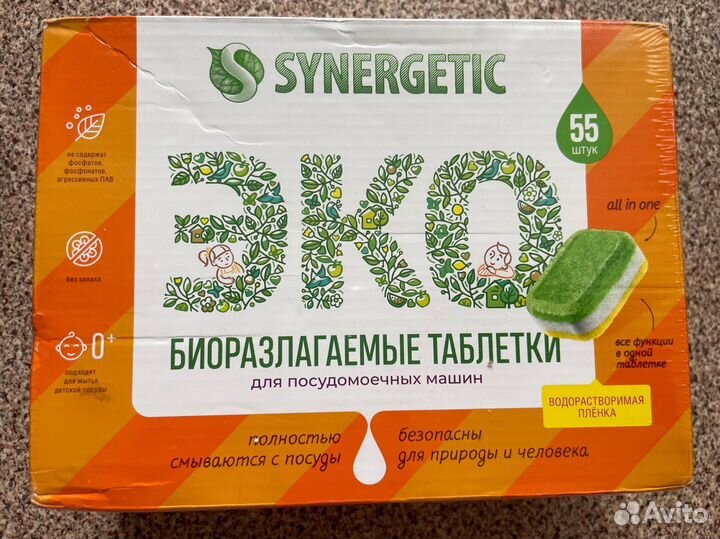 SYNERGETIC
55
штук
не содержат
фосфатов,
фосфонатов,
агрессивных ПАВ
ЭКО
all in one
без запаха
0+
подходят
для мытья
детской посуды
все функции
в одной
таблетке
БИОРАЗЛАГАЕМЫЕ ТАБЛЕТКИ
для посудомоечных машин
ВОДОРАСТВОРИМАЯ
ПЛЁНКА
полностью
смываются с посуды
безопасны
для природы и человека
Avito